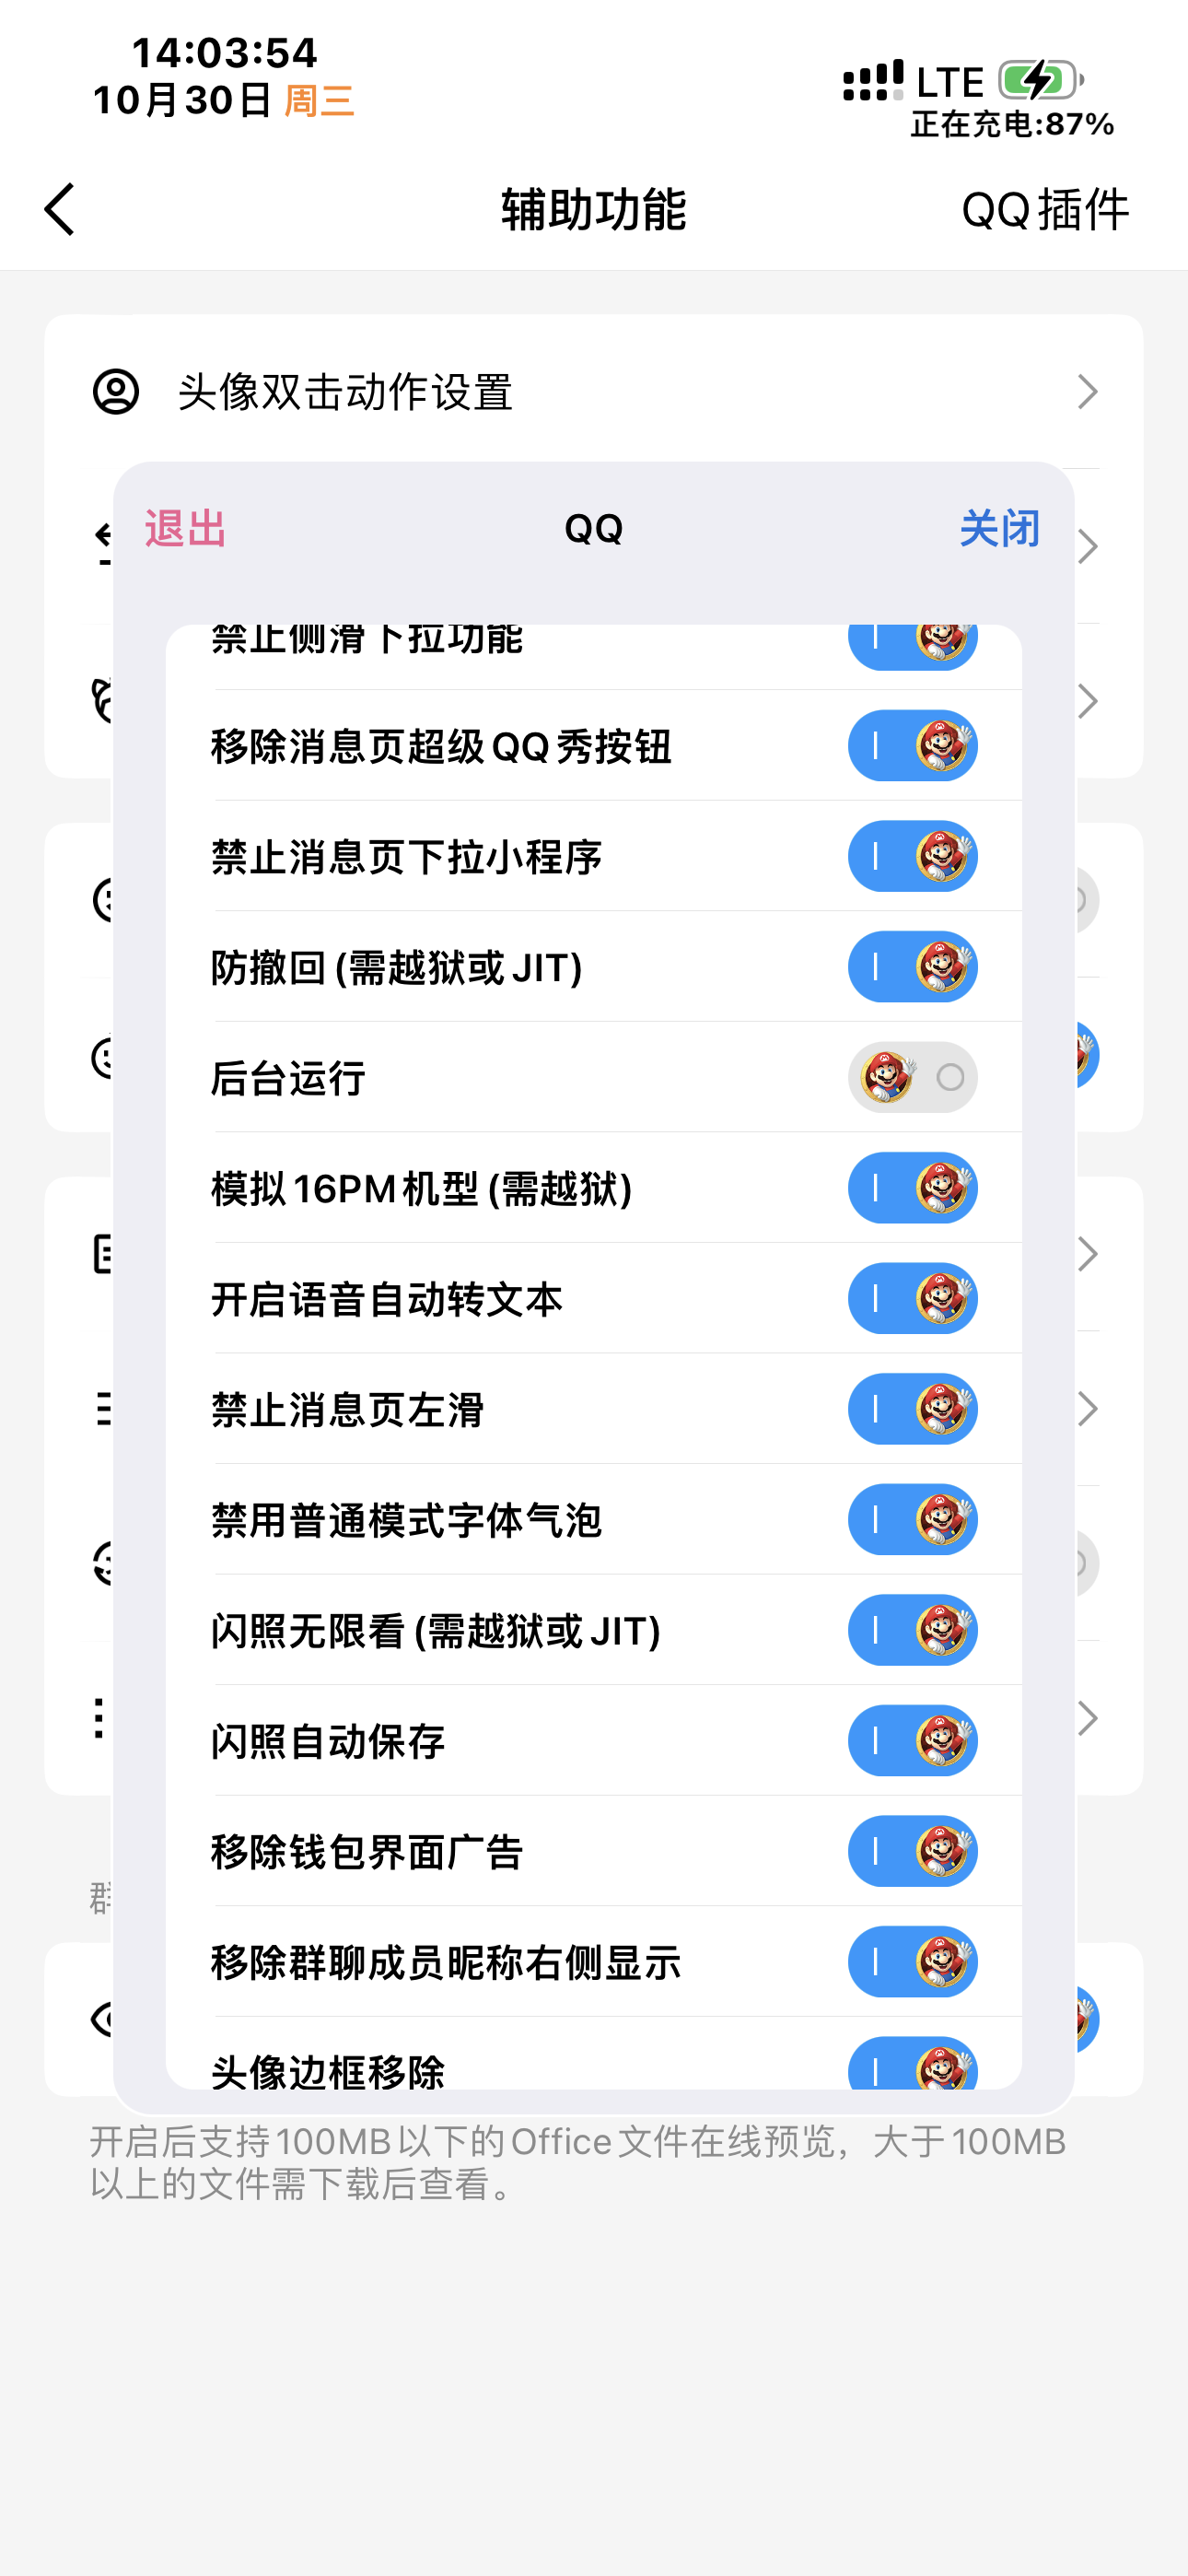 14:03:54
10月30日 周三
LTE
正在充电:87%
辅助功能
QQ插件
头像双击动作设置
退出
QQ
关闭
禁止侧滑下拉功能
移除消息页超级QQ秀按钮
禁止消息页下拉小程序
防撤回(需越狱或JIT)
后台运行
模拟16PM机型(需越狱)
开启语音自动转文本
禁止消息页左滑
禁用普通模式字体气泡
闪照无限看(需越狱或JIT)
闪照自动保存
移除钱包界面广告
移除群聊成员昵称右侧显示
头像边框移除
开启后支持100MB以下的Office文件在线预览，大于100MB
以上的文件需下载后查看。